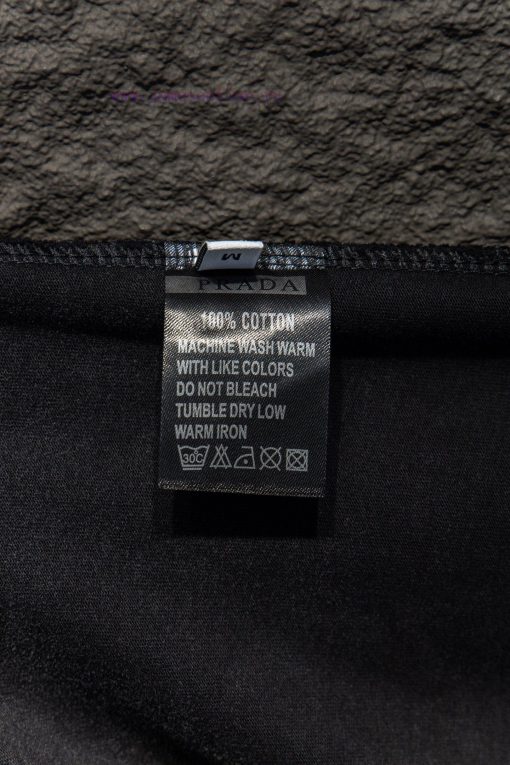 M
PRADA
100% COTTON
MACHINE WASH WARM
WITH LIKE COLORS
DO NOT BLEACH
TUMBLE DRY LOW
WARM IRON
30C